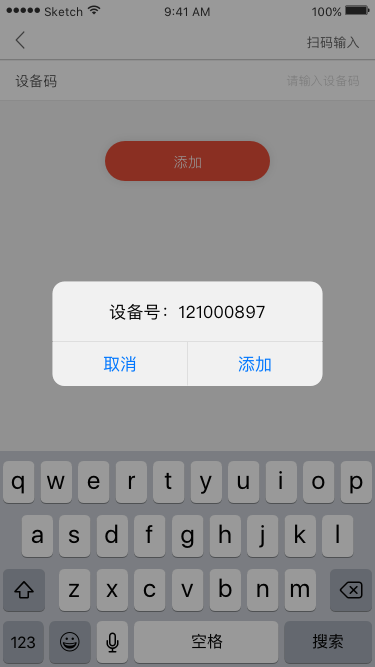 Sketch 9:41 AM 100%
扫码输入
设备码 请输入设备码
添加
设备号：121000897
取消 添加
q w e r t y u i o p
a s d f g h j k l
z x c v b n m
123 空格 搜索